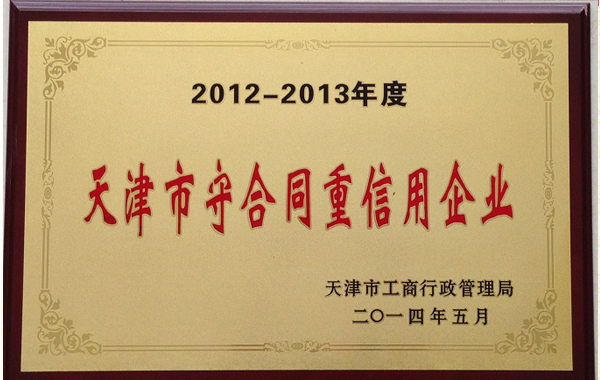 2012-2013年度
天津市守合同重信用企业
天津市工商行政管理局
二〇一四年五月